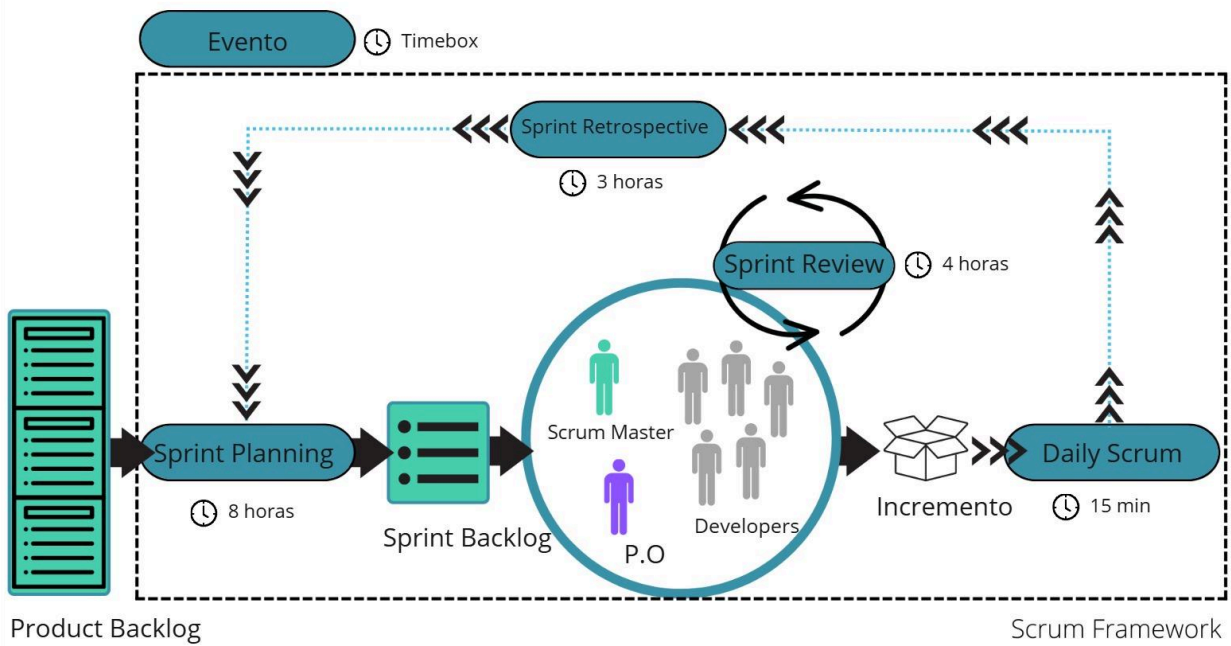 Evento
Timebox
Sprint Retrospective
3 horas
Sprint Review
4 horas
Scrum Master
Developers
P.O
Sprint Planning
8 horas
Sprint Backlog
Incremento
Daily Scrum
15 min
Product Backlog
Scrum Framework